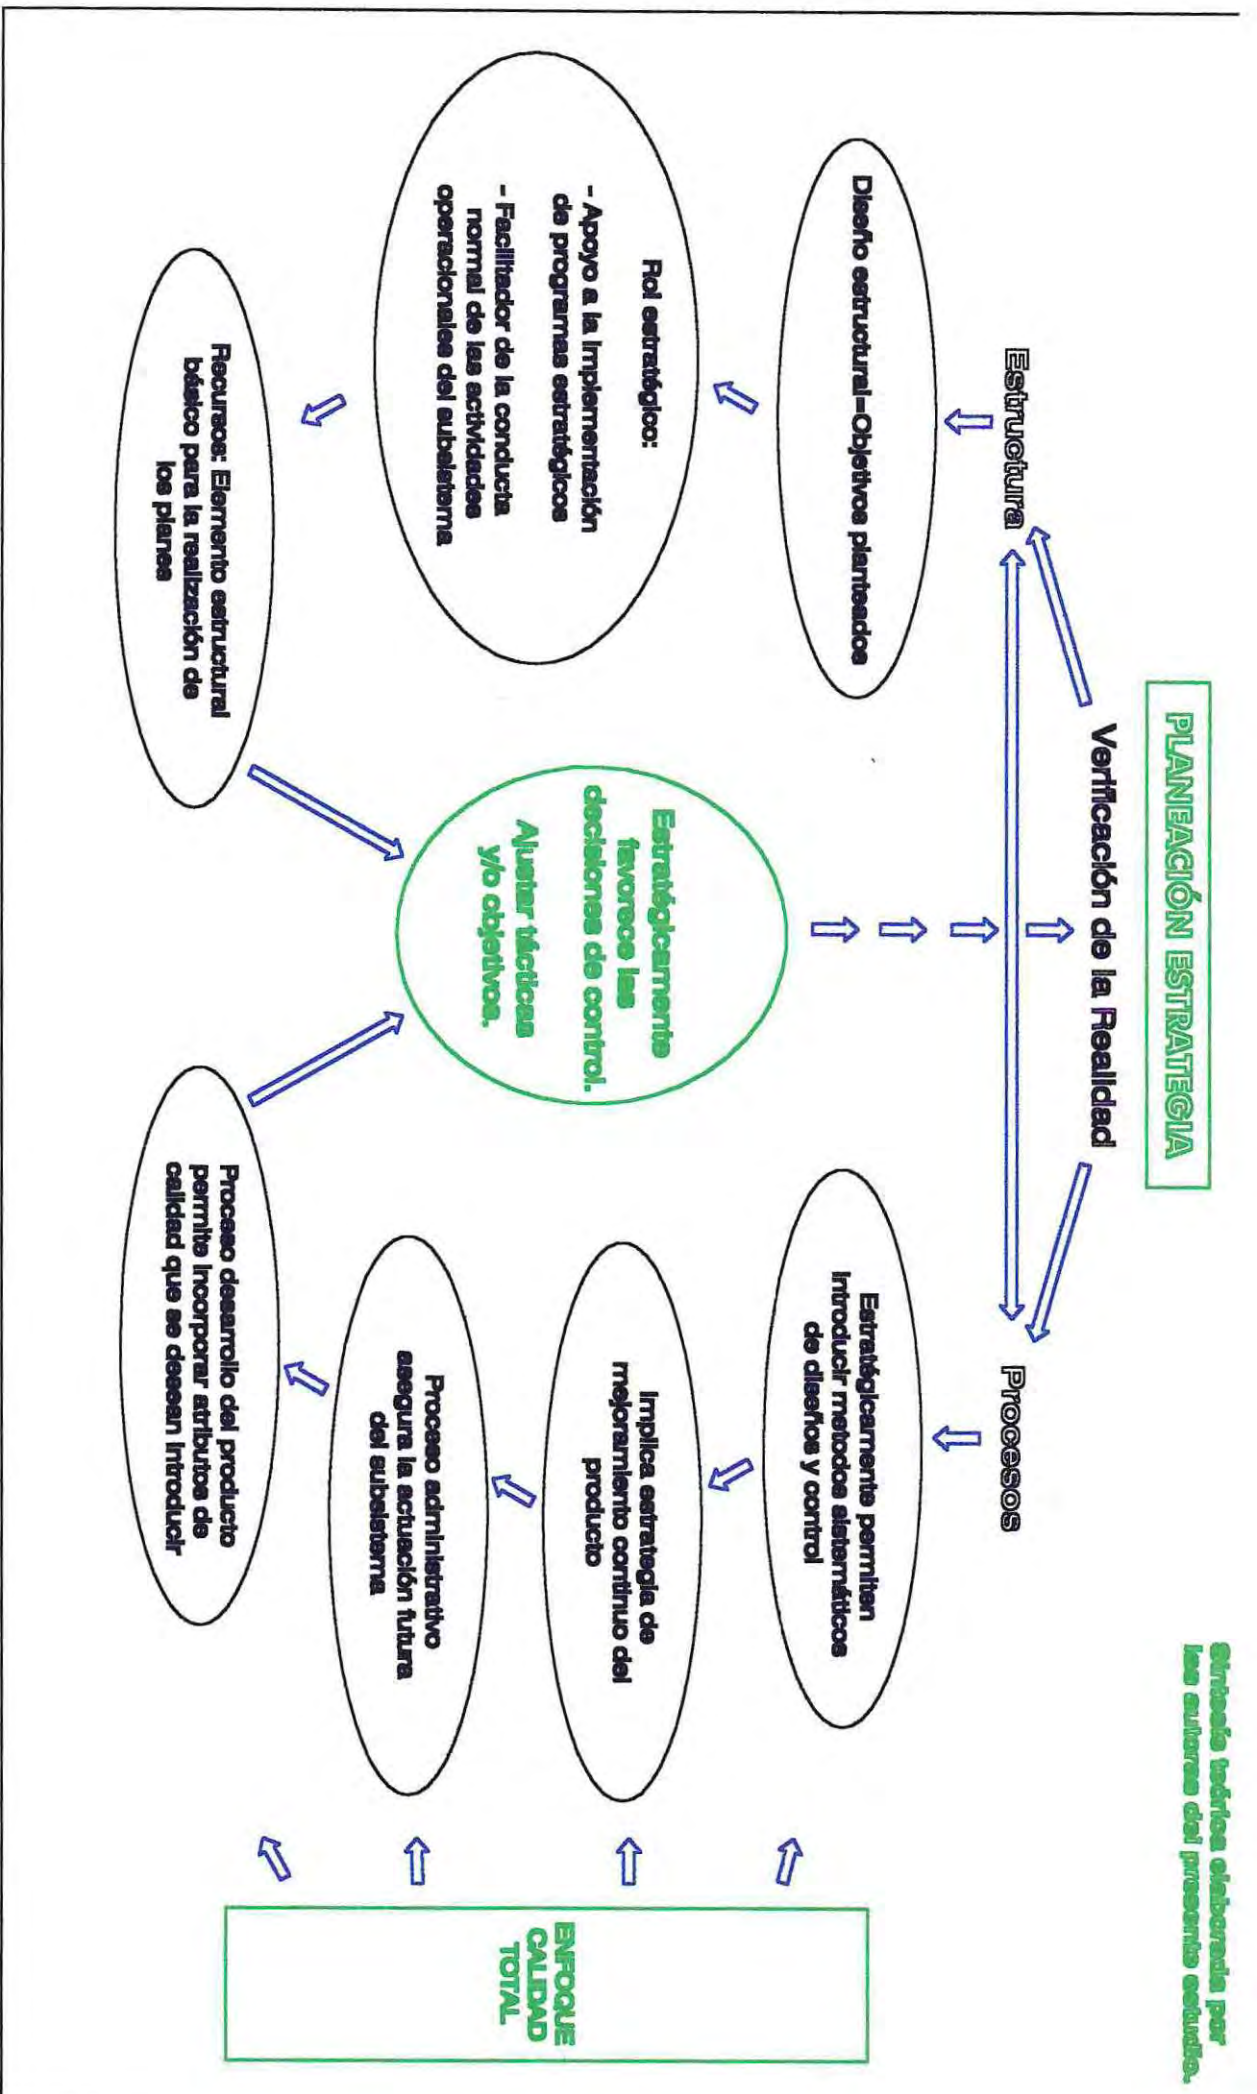 Síntesis teórica elaborada por
las autoras del presente estudio.
PLANEACIÓN ESTRATEGIA
Verificación de la Realidad
Estructura
Procesos
Diseño estructural=Objetivos planteados
Rol estratégico:
- Apoyo a la implementación
de programas estratégicos
- Facilitador de la conducta
normal de las actividades
operacionales del subsistema
Recursos: Elemento estructural
básico para la realización de
los planes
Estratégicamente
favorece las
decisiones de control.
Ajustar tácticas
y/o objetivos.
Estratégicamente permiten
introducir metodos sistemáticos
de diseños y control
Implica estrategia de
mejoramiento continuo del
producto
Proceso administrativo
asegura la actuación futura
del subsistema
Proceso desarrollo del producto
permite incorporar atributos de
calidad que se desean introducir
ENFOQUE
CALIDAD
TOTAL